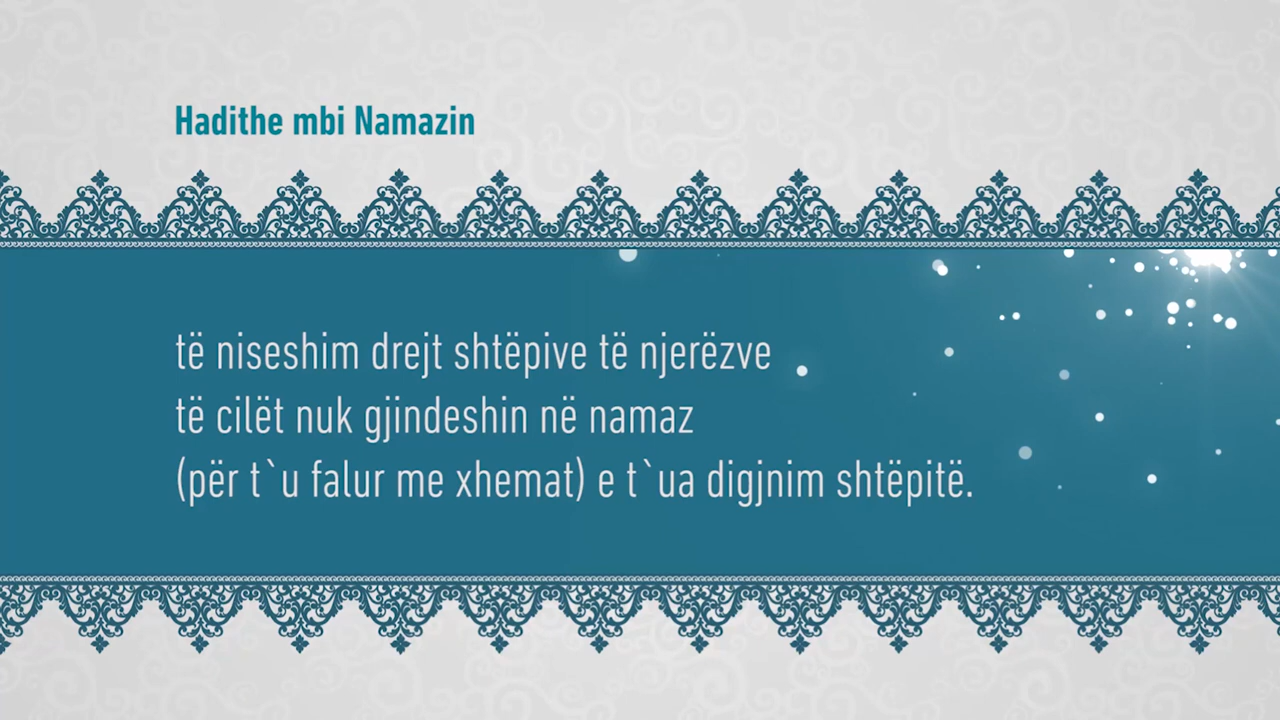 Hadithe mbi Namazin
të niseshim drejt shtëpive të njerëzve
të cilët nuk gjindeshin në namaz
(për t`u falur me xhemat) e t`ua digjnim shtëpitë.